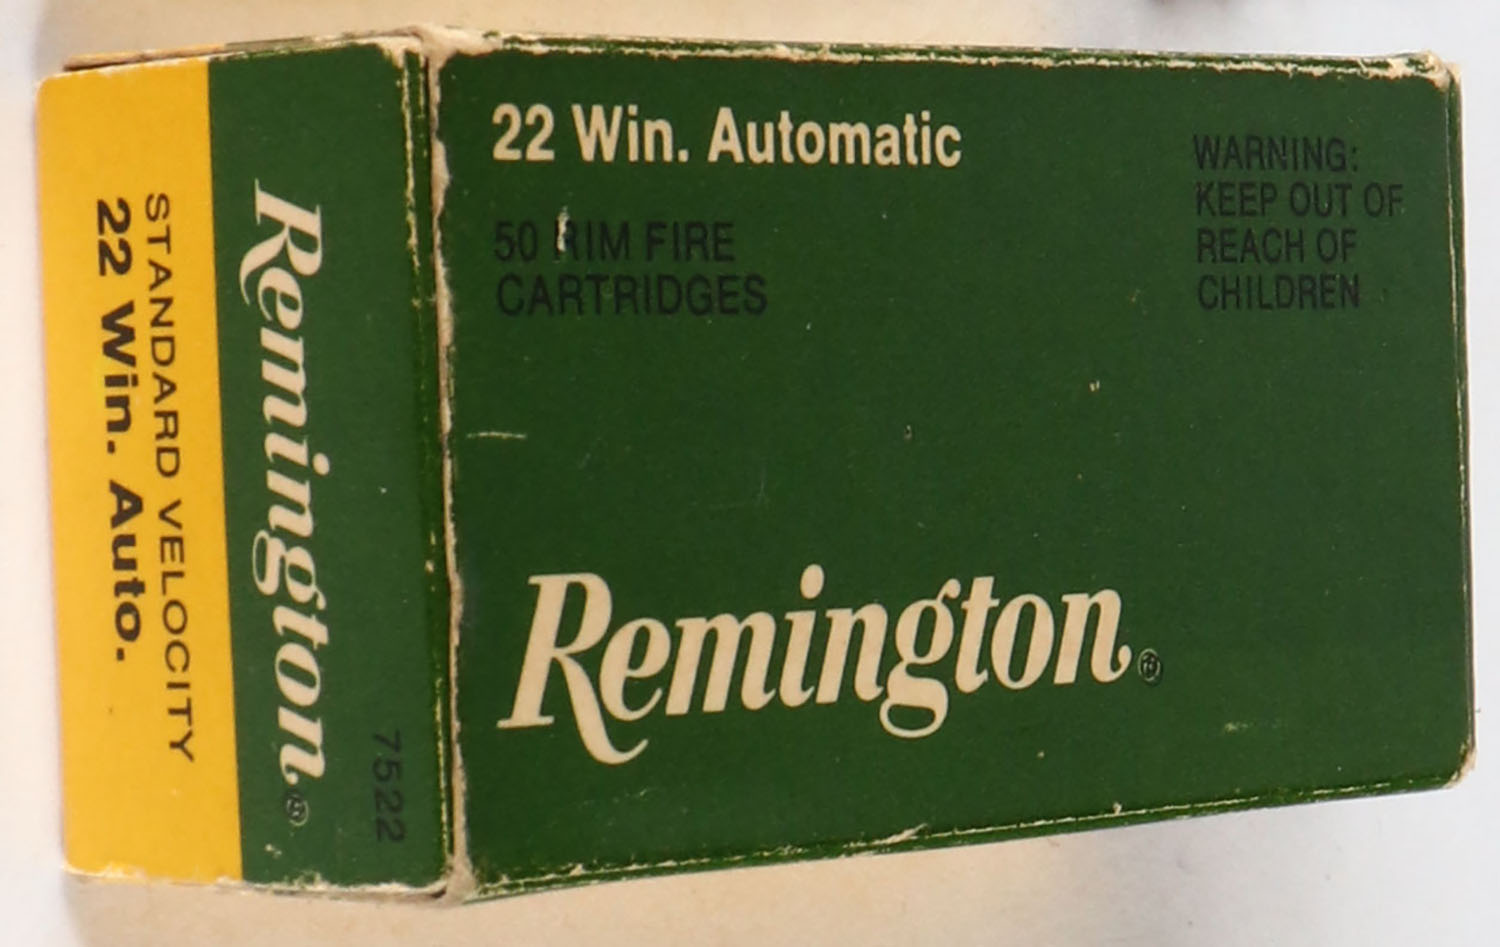 STANDARD VELOCITY
22 Win. Auto.
Remington®
7522
22 Win. Automatic
50 RIM FIRE
CARTRIDGES
WARNING:
KEEP OUT OF
REACH OF
CHILDREN
Remington®